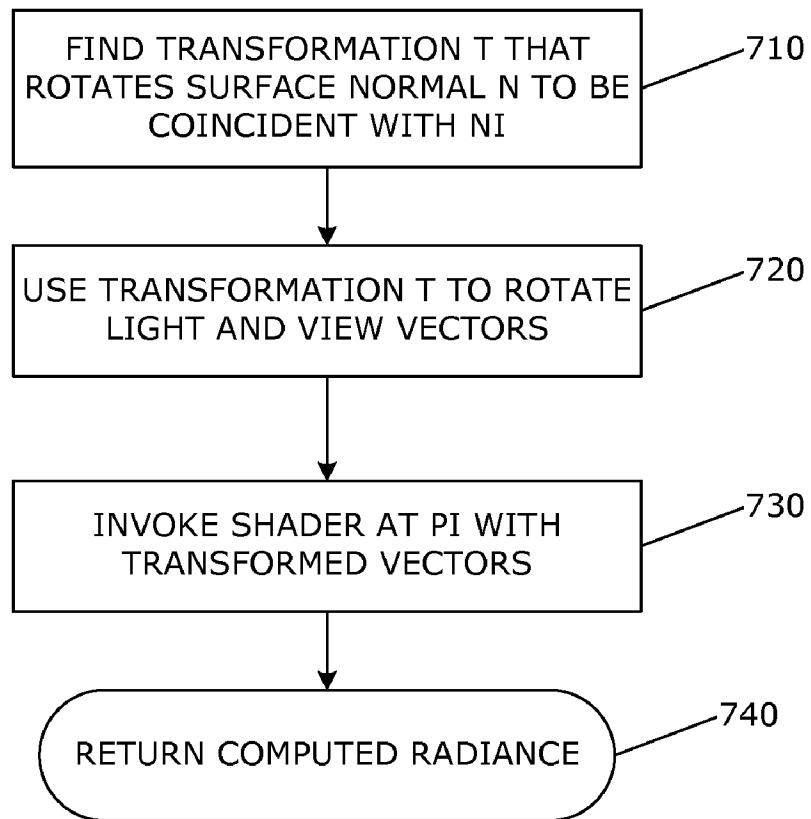 FIND TRANSFORMATION T THAT
ROTATES SURFACE NORMAL N TO BE
COINCIDENT WITH NI
710
USE TRANSFORMATION T TO ROTATE
LIGHT AND VIEW VECTORS
720
INVOKE SHADER AT PI WITH
TRANSFORMED VECTORS
730
RETURN COMPUTED RADIANCE
740